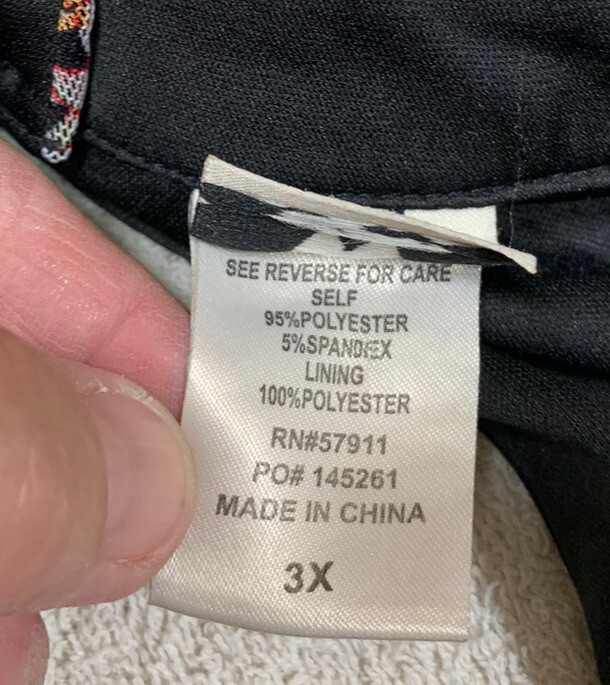 SEE REVERSE FOR CARE
SELF
95%POLYESTER
5%SPANDEX
LINING
100%POLYESTER
RN#57911
PO# 145261
MADE IN CHINA
3X